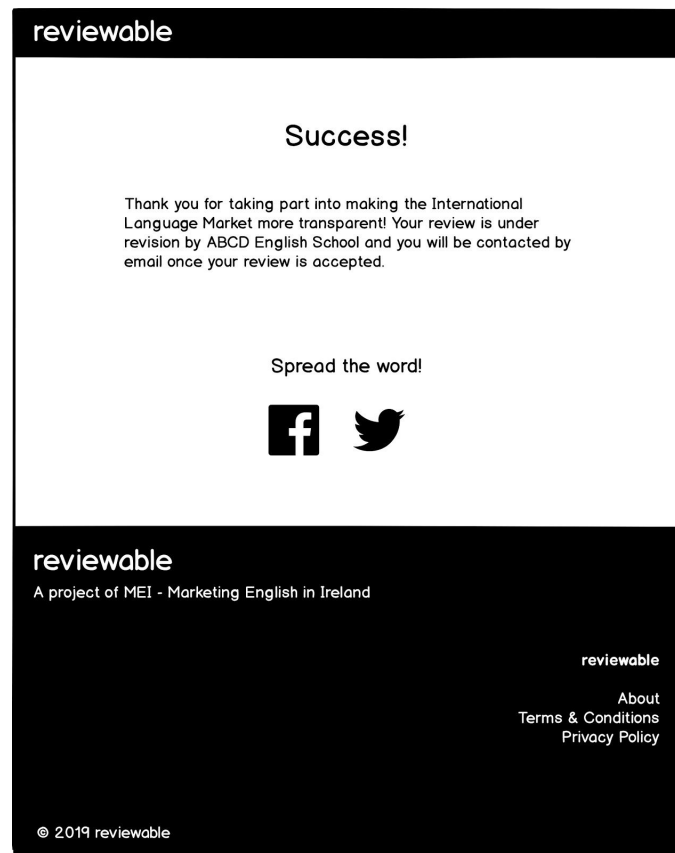 reviewable
Success!
Thank you for taking part into making the International
Language Market more transparent! Your review is under
revision by ABCD English School and you will be contacted by
email once your review is accepted.
Spread the word!
reviewable
A project of MEI - Marketing English in Ireland
reviewable
About
Terms & Conditions
Privacy Policy
© 2019 reviewable